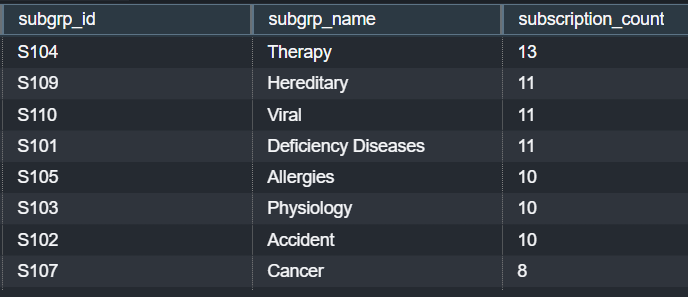 subgrp_id subgrp_name subscription_count
S104 Therapy 13
S109 Hereditary 11
S110 Viral 11
S101 Deficiency Diseases 11
S105 Allergies 10
S103 Physiology 10
S102 Accident 10
S107 Cancer 8